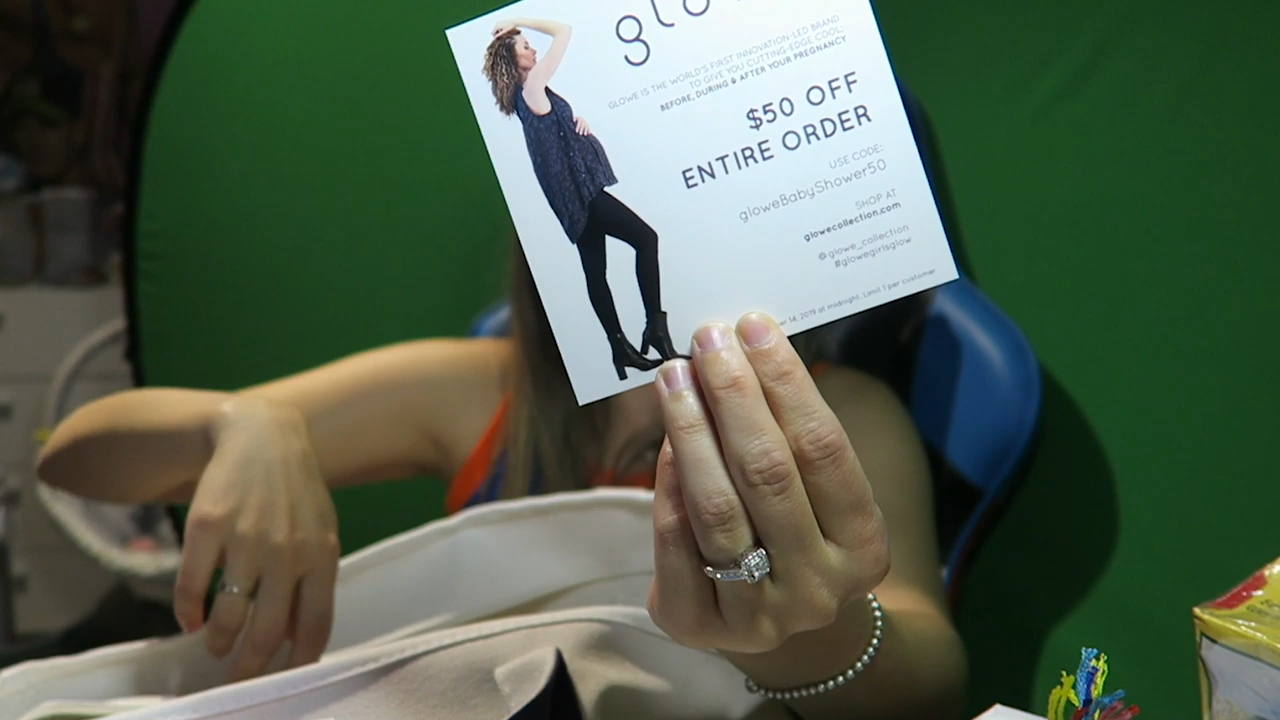 GLOWE IS THE WORLD'S FIRST INNOVATION-LED BRAND
TO GIVE YOU CUTTING-EDGE COOL,
BEFORE, DURING & AFTER YOUR PREGNANCY
$50 OFF
ENTIRE ORDER
USE CODE:
gloweBabyShower50
SHOP AT
glowecollection.com
@glowe_collection
#glowegirlsglow
14, 2019 at midnight. Limit 1 per customer